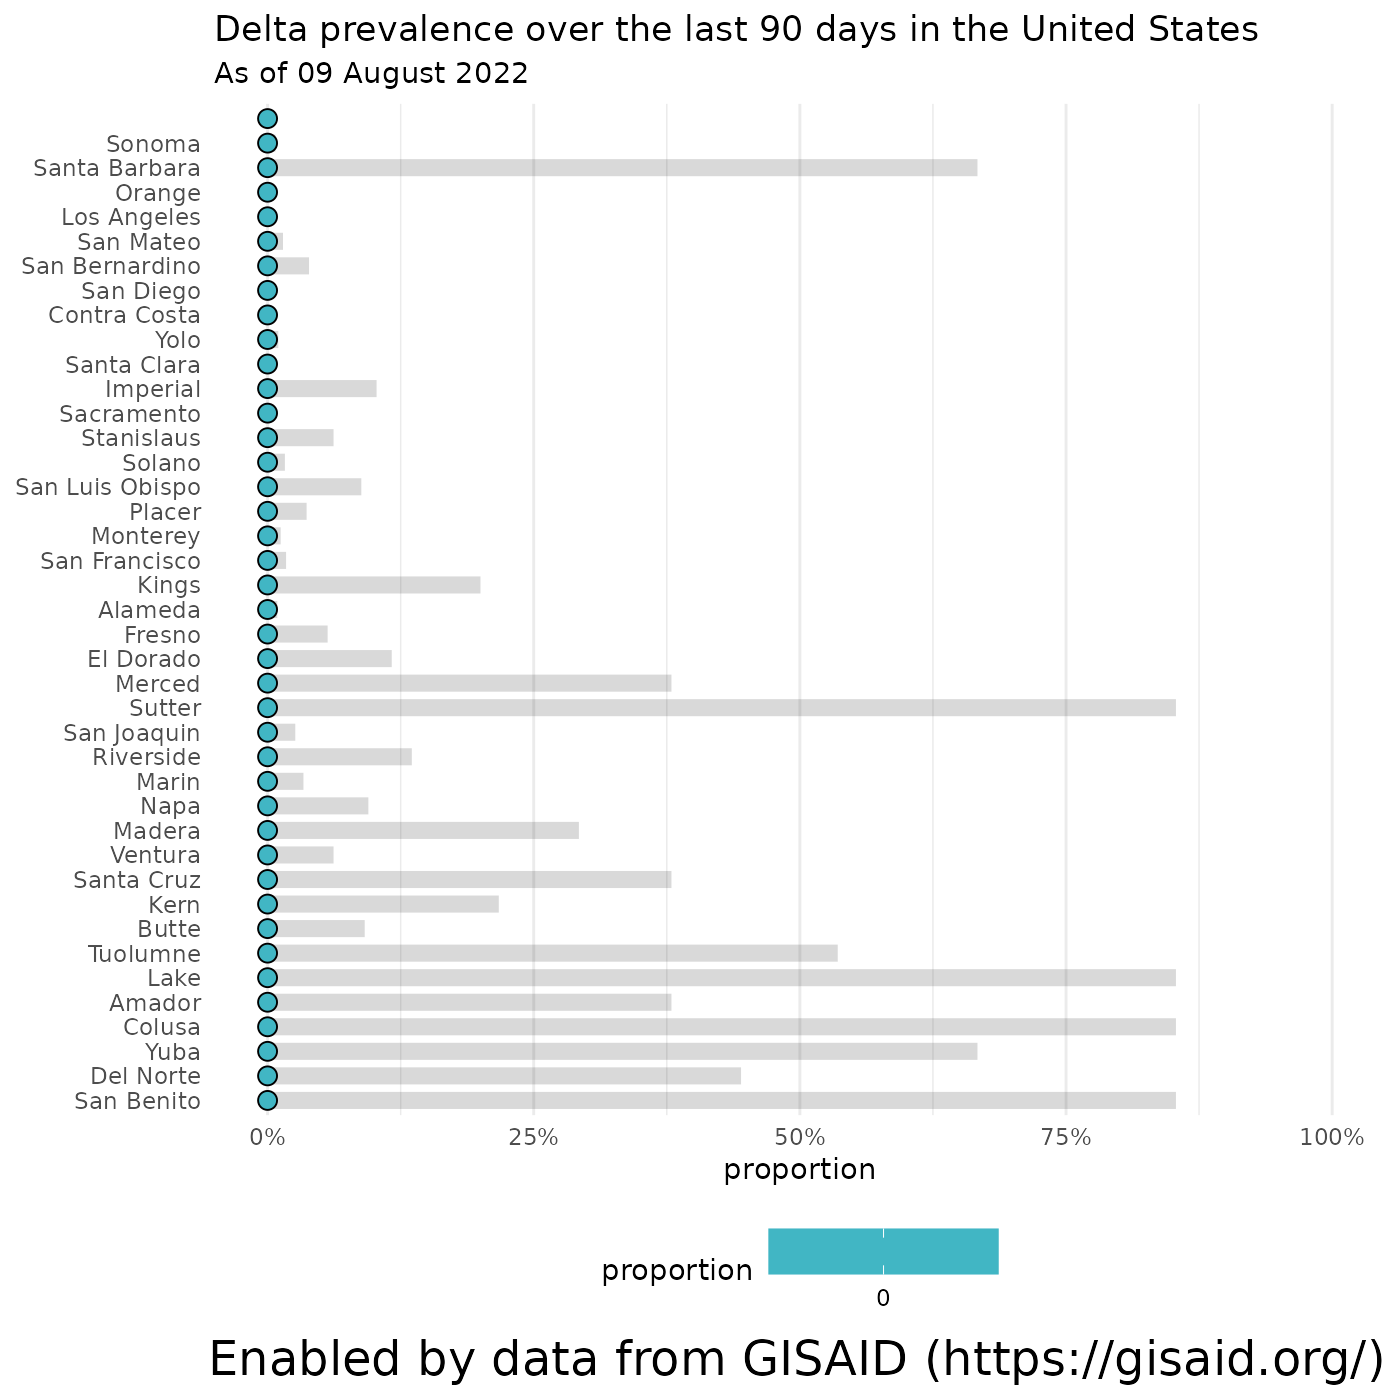 Delta prevalence over the last 90 days in the United States
As of 09 August 2022
Sonoma
Santa Barbara
Orange
Los Angeles
San Mateo
San Bernardino
San Diego
Contra Costa
Yolo
Santa Clara
Imperial
Sacramento
Stanislaus
Solano
San Luis Obispo
Placer
Monterey
San Francisco
Kings
Alameda
Fresno
El Dorado
Merced
Sutter
San Joaquin
Riverside
Marin
Napa
Madera
Ventura
Santa Cruz
Kern
Butte
Tuolumne
Lake
Amador
Colusa
Yuba
Del Norte
San Benito
0% 25% 50% 75% 100%
proportion
proportion
0
Enabled by data from GISAID (https://gisaid.org/)